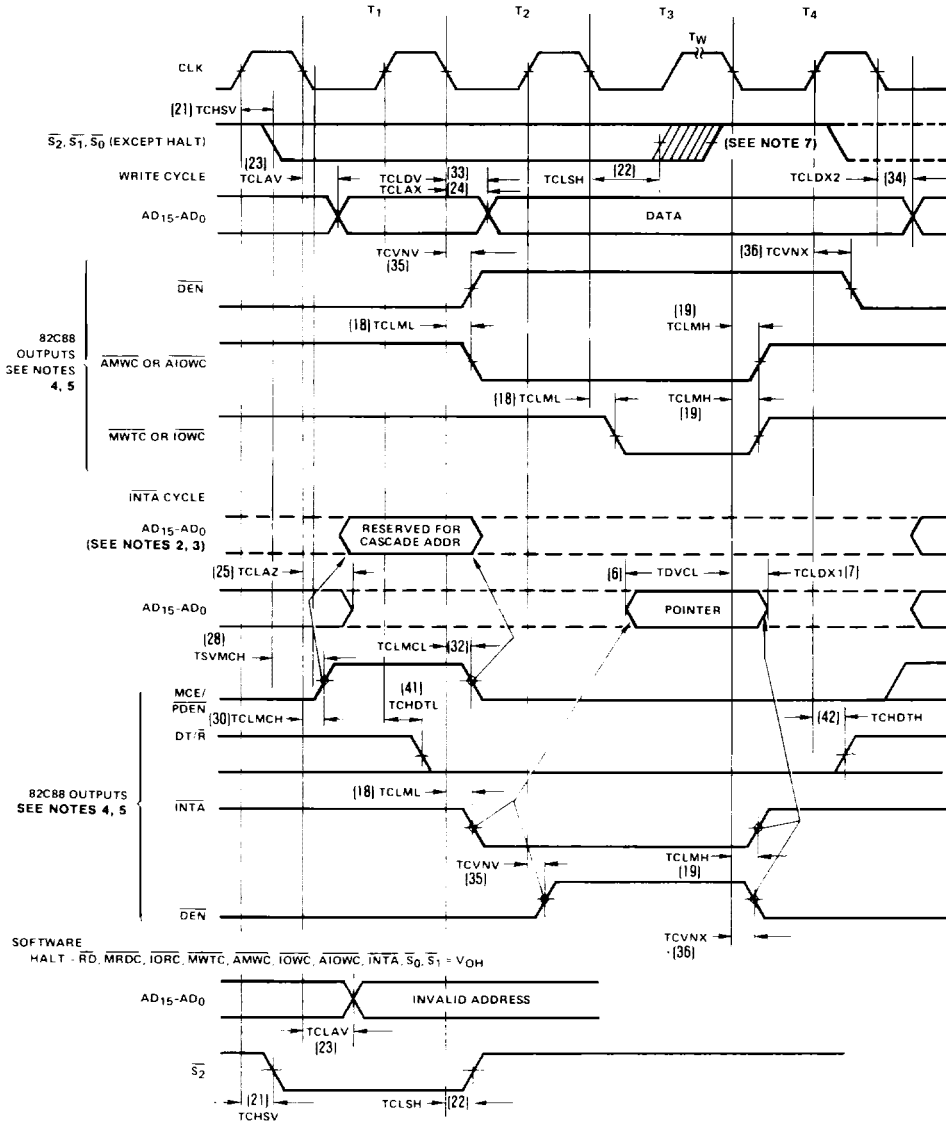 T1 T2 T3 T4
TW
CLK
(21) TCHSV
S2, S1, S0 (EXCEPT HALT)
(SEE NOTE 7)
(23) TCLAV
(33) TCLDV
(24) TCLAX
TCLSH (22)
TCLDX2 (34)
WRITE CYCLE
AD15-AD0
DATA
TCVNV (35)
(36) TCVNX
DEN
82C88 OUTPUTS SEE NOTES 4, 5
(18) TCLML
(19) TCLMH
AMWC OR AIOWC
(18) TCLML
TCLMH (19)
MWTC OR IOWC
INTA CYCLE
AD15-AD0 (SEE NOTES 2, 3)
RESERVED FOR CASCADE ADDR
(25) TCLAZ
(6) TDVCL
TCLDX1 (7)
AD15-AD0
POINTER
(28) TSVMCH
TCLMCL (32)
MCE/ PDEN
(30) TCLMCH
(41) TCHDTL
(42) TCHDTH
DT/R
82C88 OUTPUTS SEE NOTES 4, 5
(18) TCLML
INTA
TCVNV (35)
TCLMH (19)
DEN
TCVNX (36)
SOFTWARE
HALT - RD, MRDC, IORC, MWTC, AMWC, IOWC, AIOWC, INTA, S0, S1 = VOH
AD15-AD0
INVALID ADDRESS
TCLAV (23)
S2
(21) TCHSV
TCLSH (22)